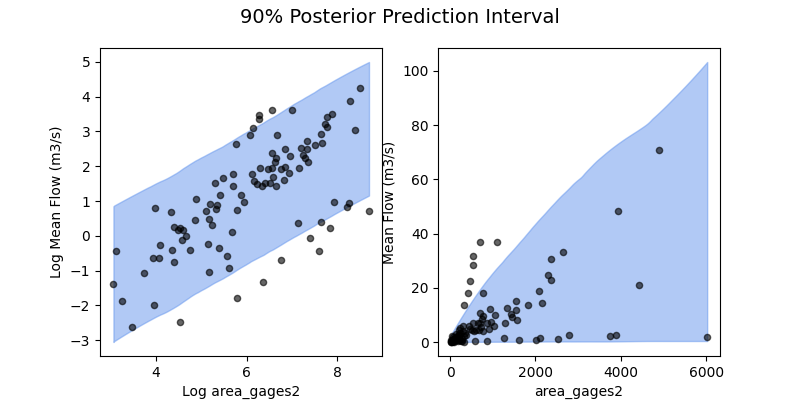 90% Posterior Prediction Interval
Log Mean Flow (m3/s)
5
4
3
2
1
0
−1
−2
−3
4 6 8
Log area_gages2
Mean Flow (m3/s)
100
80
60
40
20
0
0 2000 4000 6000
area_gages2